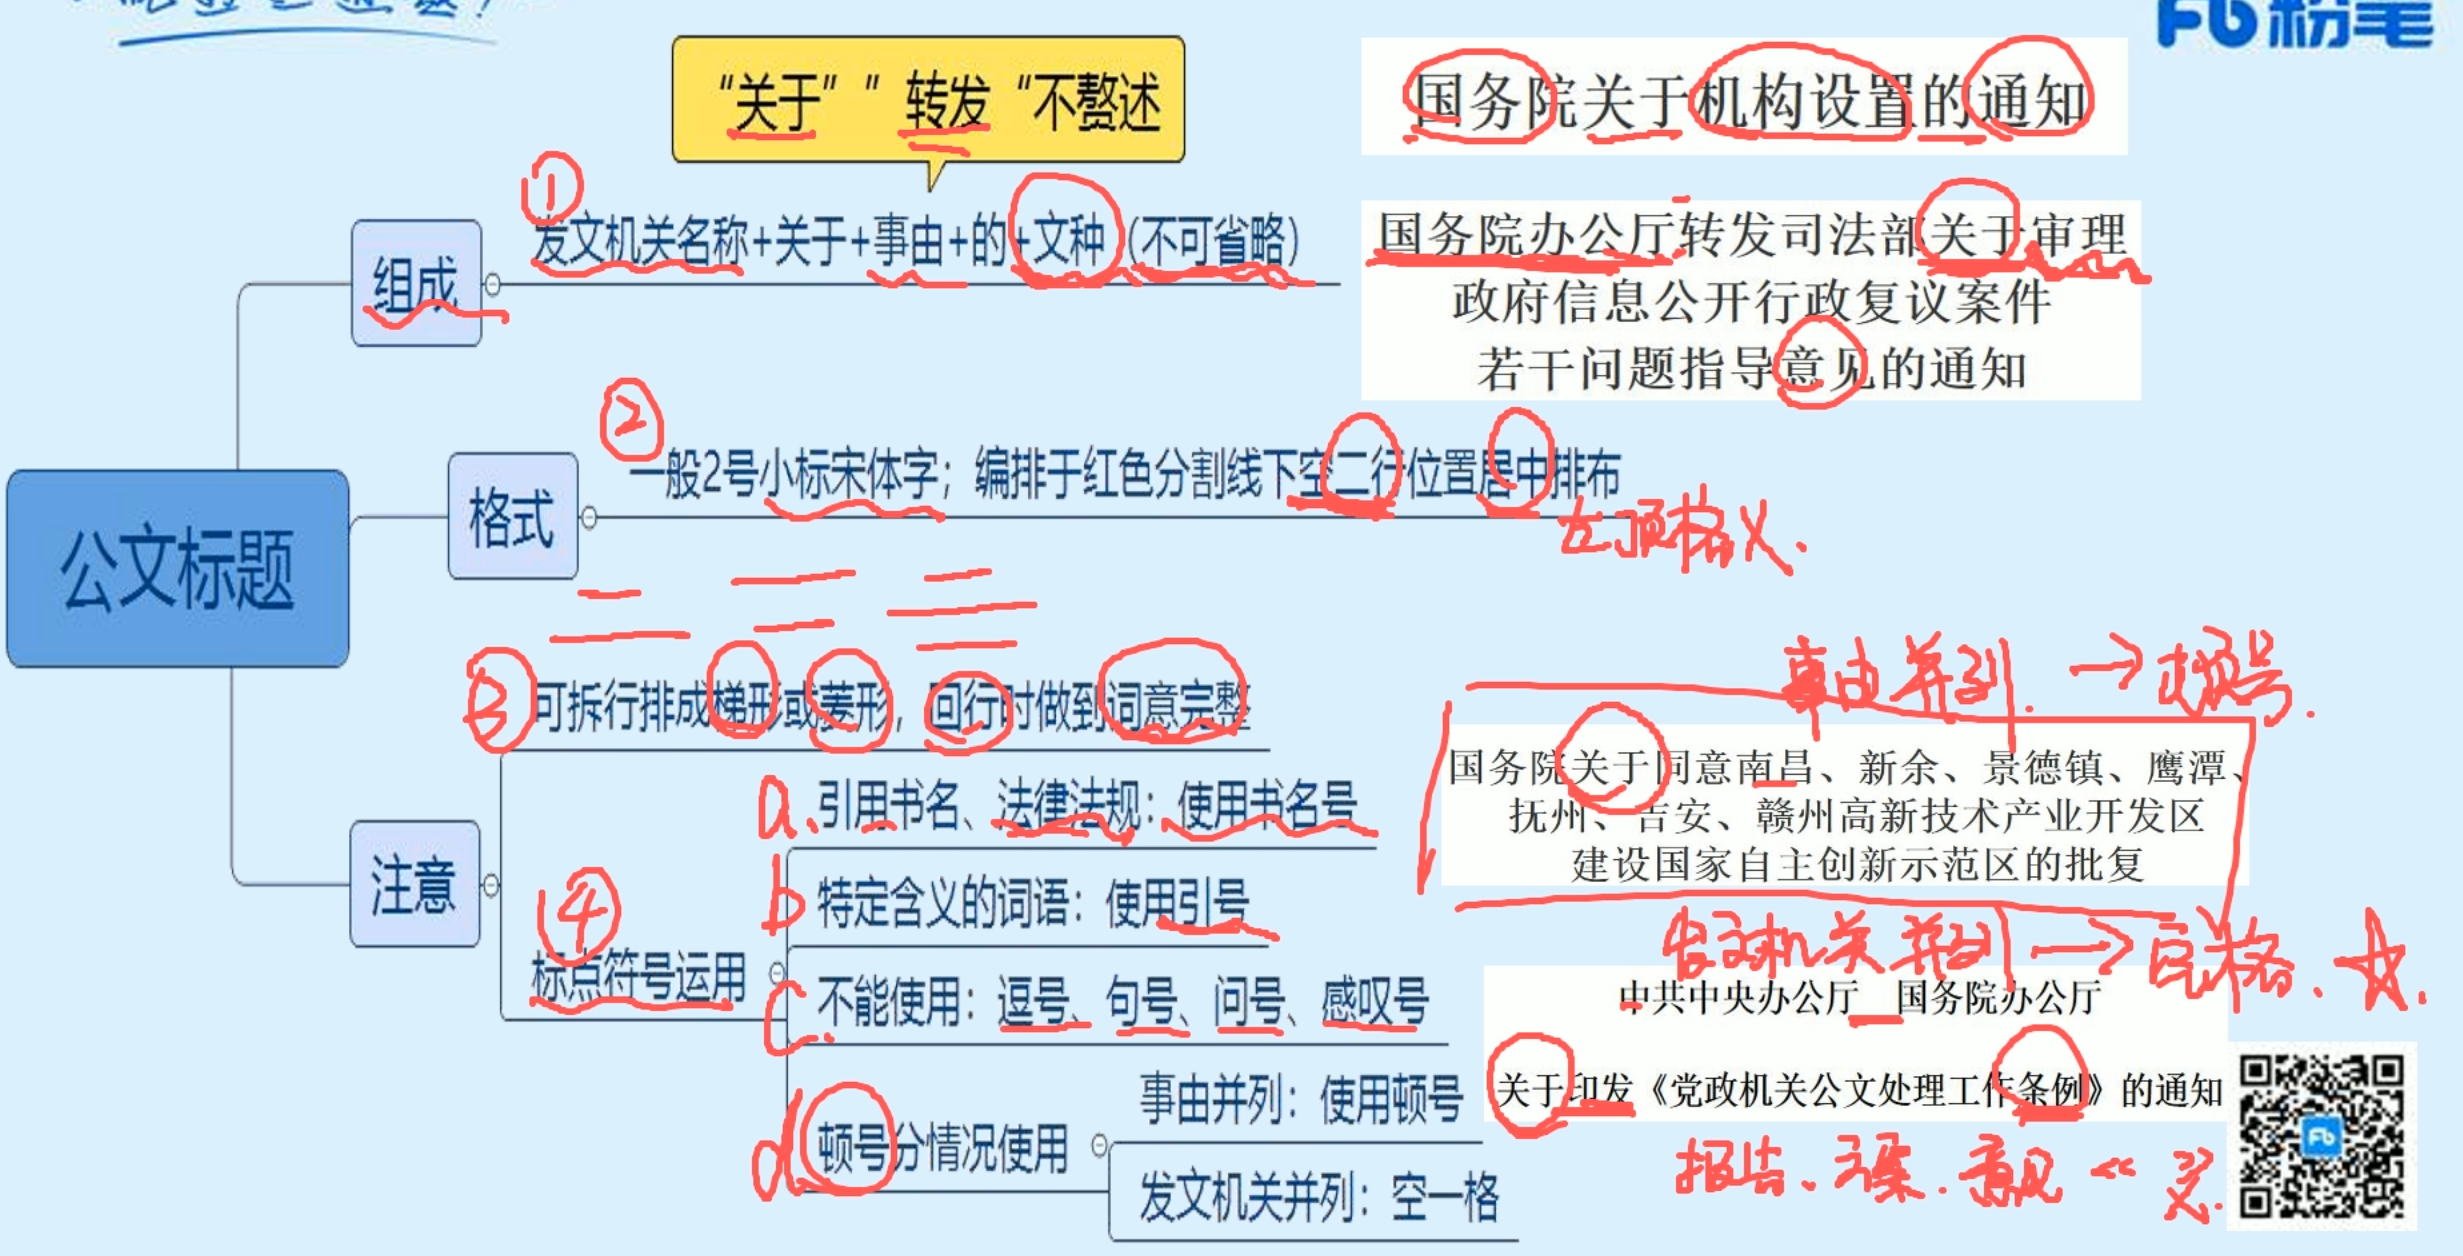 Fb 粉笔
“关于””转发“不赘述
国务院关于机构设置的通知
①
发文机关名称+关于+事由+的+文种（不可省略）
组成
国务院办公厅转发司法部关于审理
政府信息公开行政复议案件
若干问题指导意见的通知
②
一般2号小标宋体字；编排于红色分割线下空二行位置居中排布
格式
左顶格X.
公文标题
事由并列.→顿号.
③
可拆行排成梯形或菱形，回行时做到词意完整
国务院关于同意南昌、新余、景德镇、鹰潭、
抚州、吉安、赣州高新技术产业开发区
建设国家自主创新示范区的批复
a、引用书名、法律法规：使用书名号
注意
b 特定含义的词语：使用引号
④
标点符号运用
发文机关并列→空格.
c. 不能使用：逗号、句号、问号、感叹号
中共中央办公厅 国务院办公厅
关于印发《党政机关公文处理工作条例》的通知
事由并列：使用顿号
d 顿号分情况使用
报告、方案.意见《》X.
发文机关并列：空一格
Fb